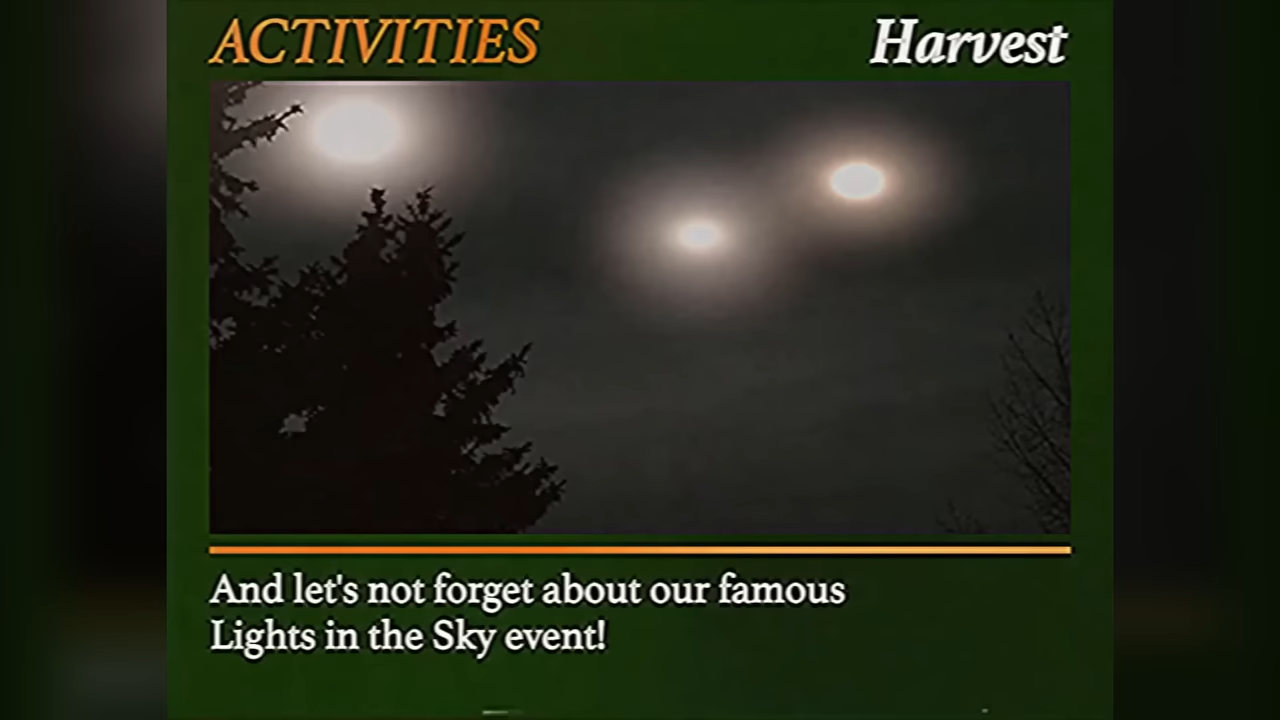 ACTIVITIES
Harvest
And let's not forget about our famous
Lights in the Sky event!